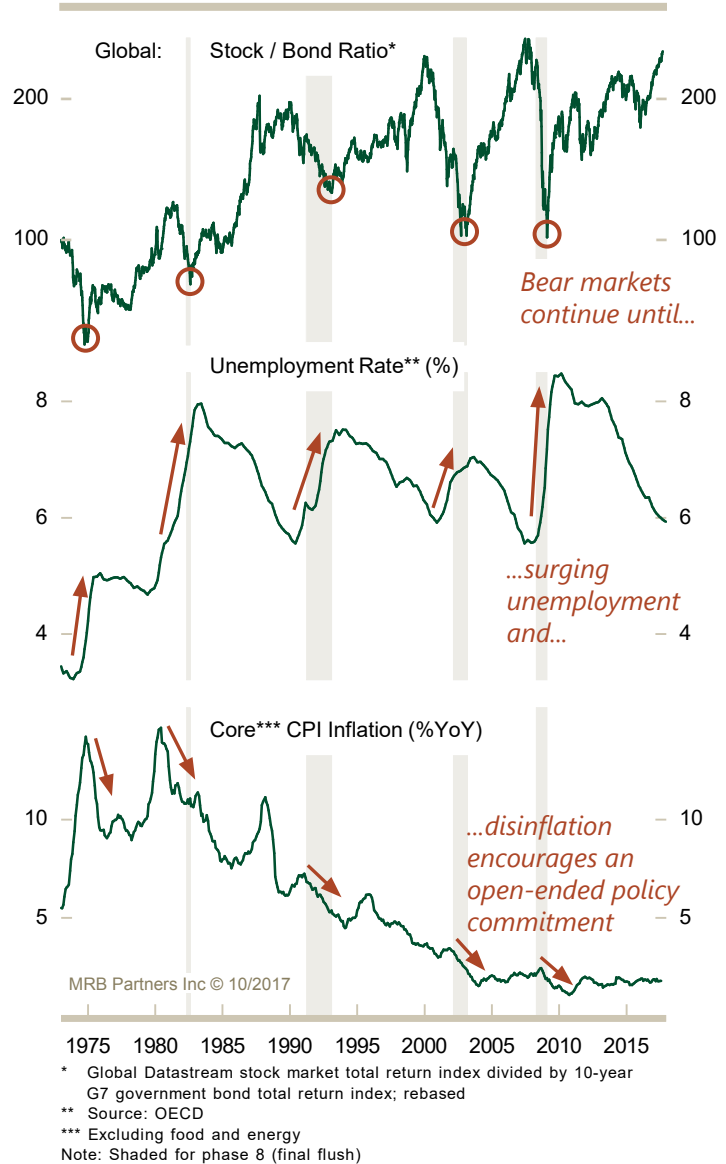 Global: Stock / Bond Ratio*
200 200
100 100
Bear markets
continue until...
Unemployment Rate** (%)
8 8
6 6
...surging
unemployment
and...
4 4
Core*** CPI Inflation (%YoY)
10 10
...disinflation
encourages an
open-ended policy
commitment
5 5
MRB Partners Inc © 10/2017
1975 1980 1985 1990 1995 2000 2005 2010 2015
* Global Datastream stock market total return index divided by 10-year
G7 government bond total return index; rebased
** Source: OECD
*** Excluding food and energy
Note: Shaded for phase 8 (final flush)